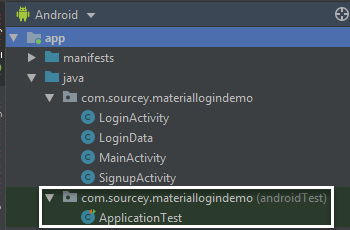 Android
app
manifests
java
com.sourcey.materiallogindemo
LoginActivity
LoginData
MainActivity
SignupActivity
com.sourcey.materiallogindemo (androidTest)
ApplicationTest